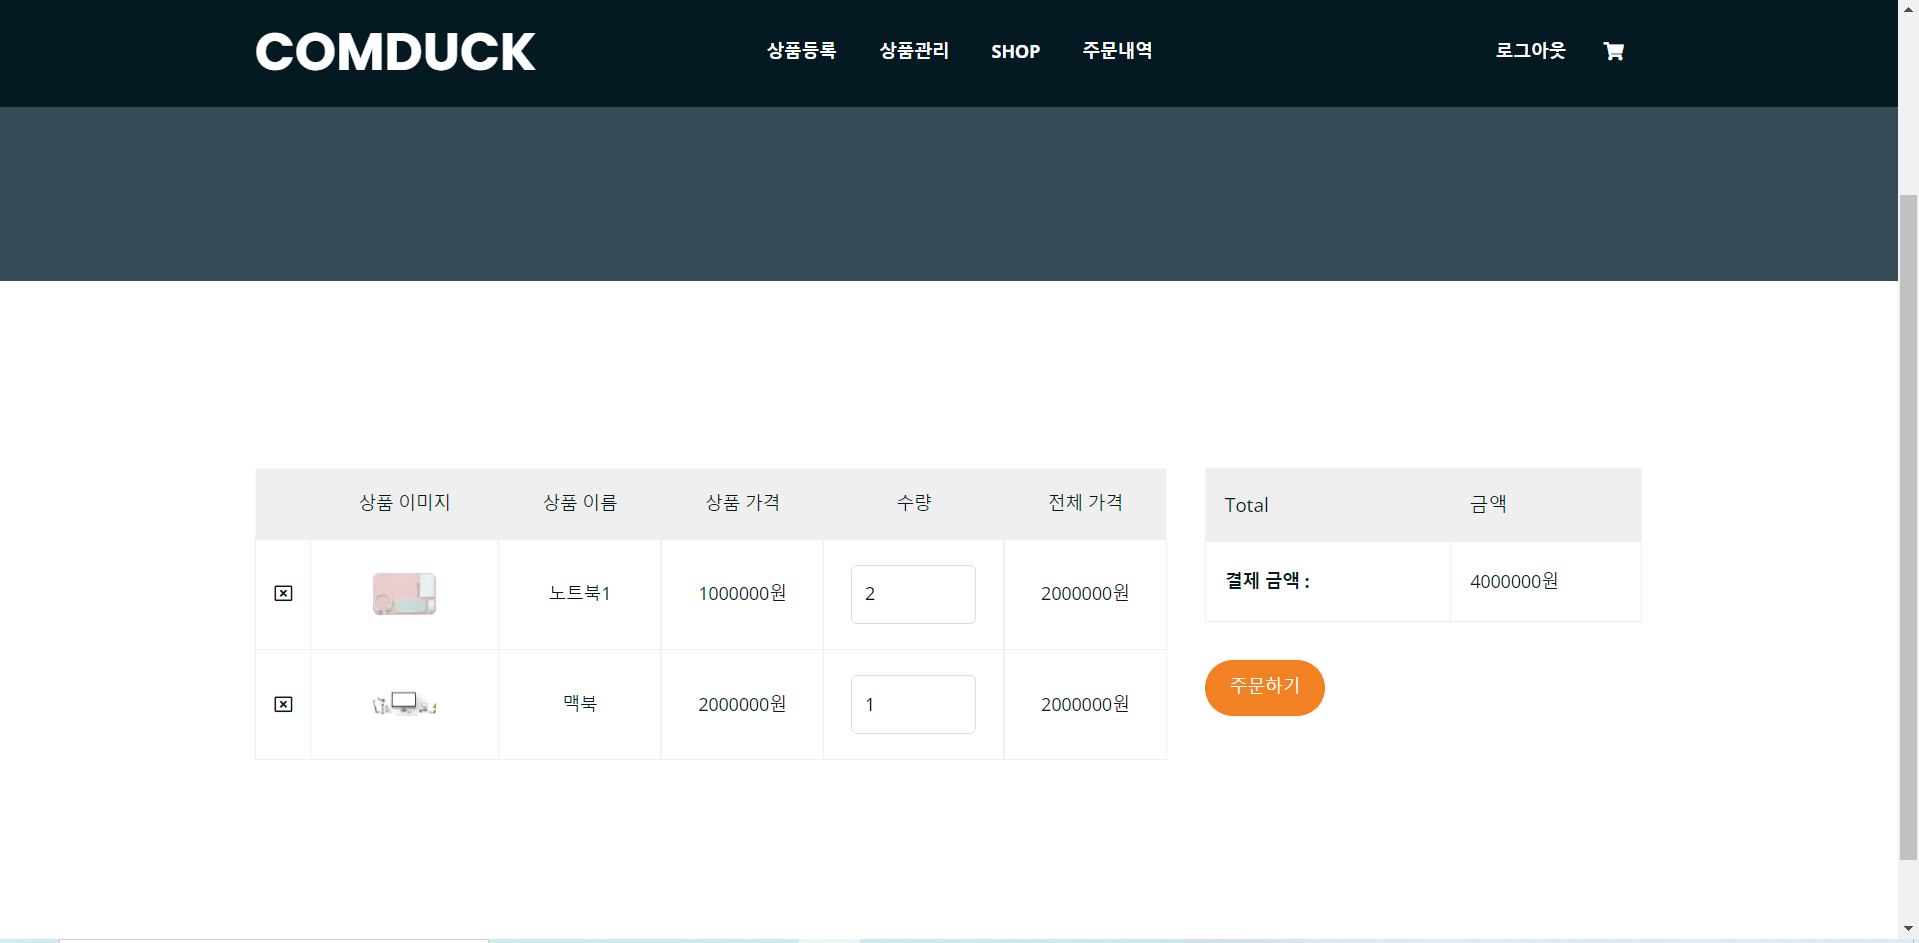 COMDUCK 상품등록 상품관리 SHOP 주문내역 로그아웃
상품 이미지 상품 이름 상품 가격 수량 전체 가격
노트북1 1000000원 2 2000000원
맥북 2000000원 1 2000000원
Total 금액
결제 금액 : 4000000원
주문하기